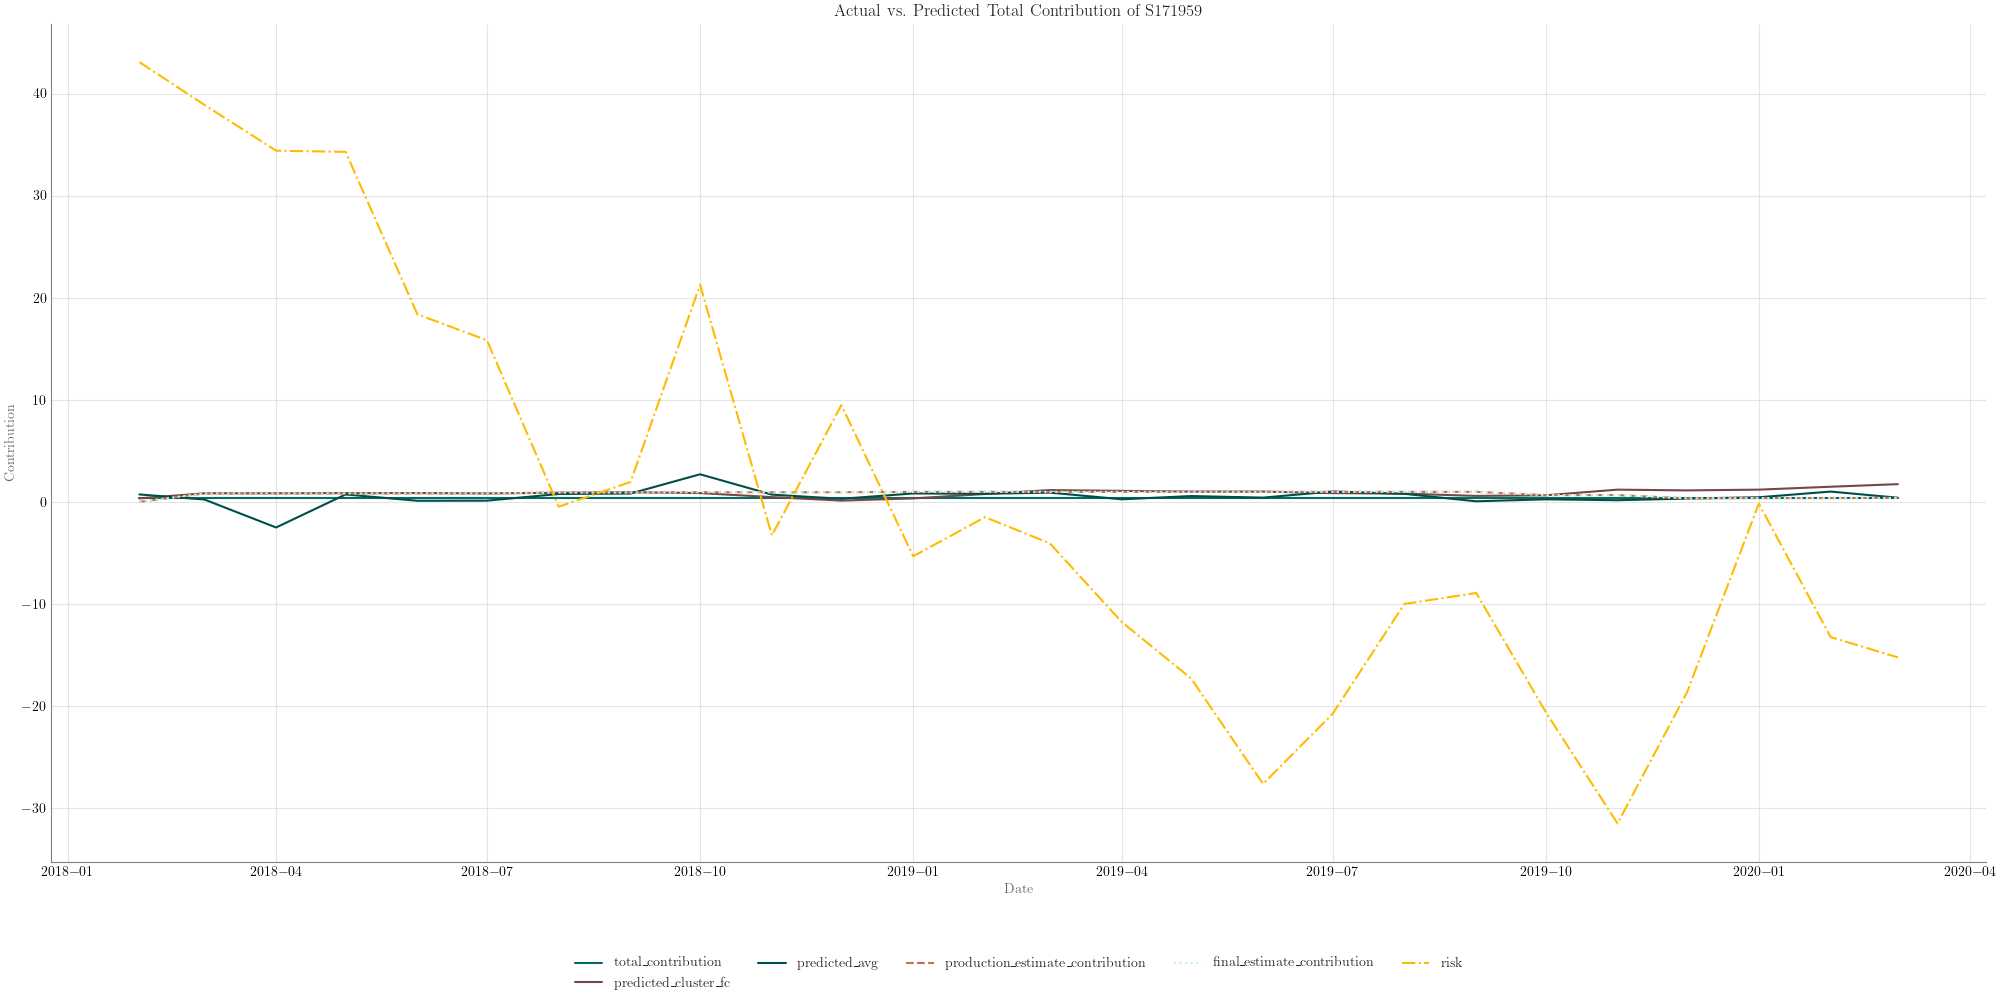 Actual vs. Predicted Total Contribution of S171959
Contribution
40
30
20
10
0
−10
−20
−30
2018−01 2018−04 2018−07 2018−10 2019−01 2019−04 2019−07 2019−10 2020−01 2020−04
Date
total_contribution predicted_avg production_estimate_contribution final_estimate_contribution risk
predicted_cluster_fc